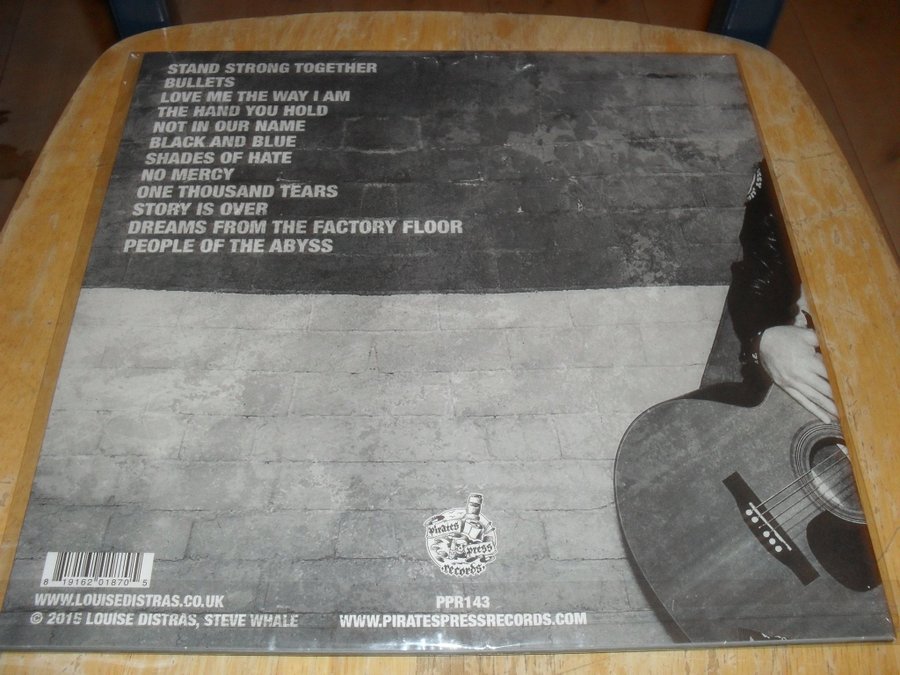 STAND STRONG TOGETHER
BULLETS
LOVE ME THE WAY I AM
THE HAND YOU HOLD
NOT IN OUR NAME
BLACK AND BLUE
SHADES OF HATE
NO MERCY
ONE THOUSAND TEARS
STORY IS OVER
DREAMS FROM THE FACTORY FLOOR
PEOPLE OF THE ABYSS
Pirates
Press
records.
8 19162 01870 5
WWW.LOUISEDISTRAS.CO.UK
PPR143
© 2015 LOUISE DISTRAS, STEVE WHALE
WWW.PIRATESPRESSRECORDS.COM